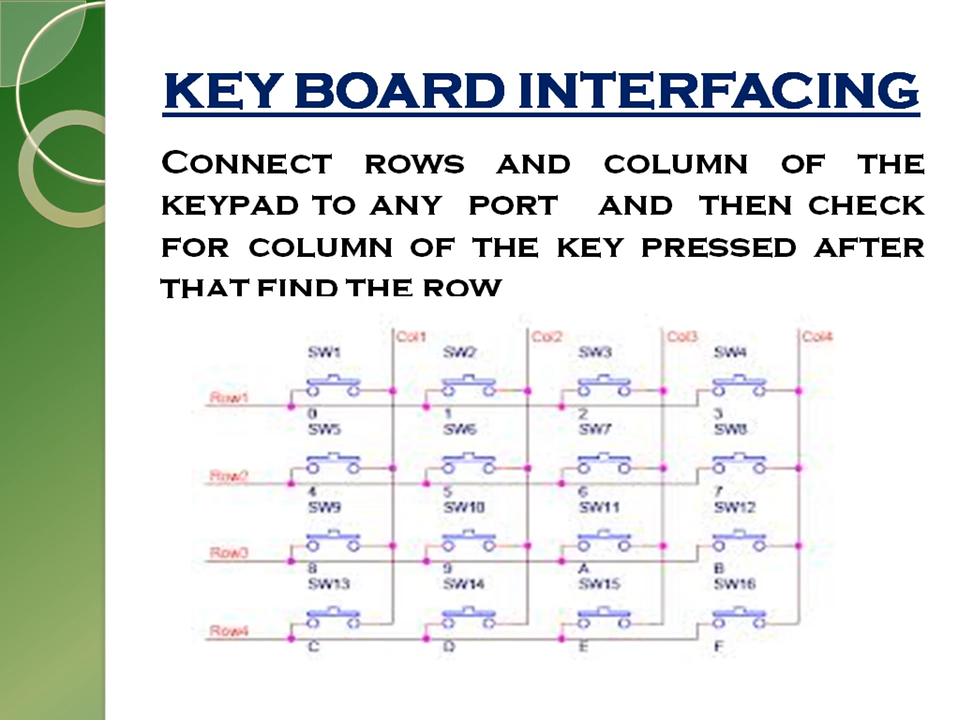 KEY BOARD INTERFACING
CONNECT ROWS AND COLUMN OF THE
KEYPAD TO ANY PORT AND THEN CHECK
FOR COLUMN OF THE KEY PRESSED AFTER
THAT FIND THE ROW
Col1 Col2 Col3 Col4
SW1 SW2 SW3 SW4
Row1
0 1 2 3
SW5 SW6 SW7 SW8
Row2
4 5 6 7
SW9 SW10 SW11 SW12
Row3
8 9 A B
SW13 SW14 SW15 SW16
Row4
C D E F